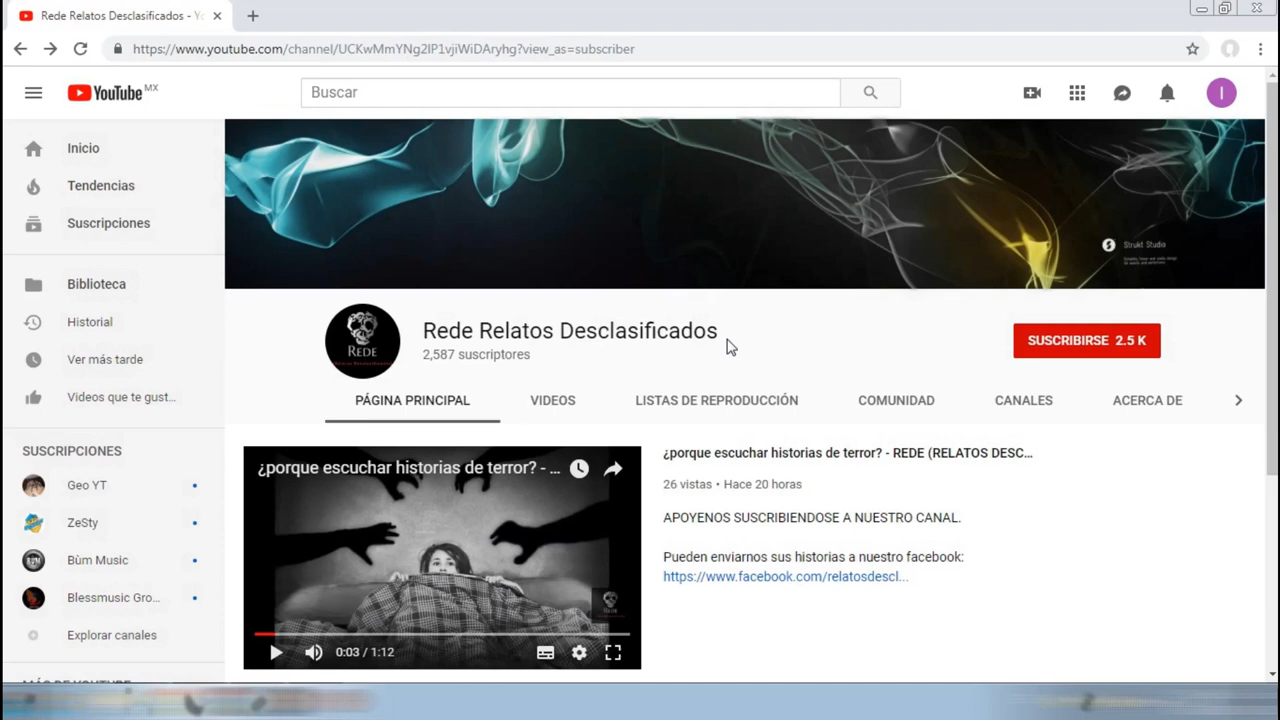 Rede Relatos Desclasificados - Yo
https://www.youtube.com/channel/UCKwMmYNg2IP1vjiWiDAryhg?view_as=subscriber
YouTube MX
Buscar
I
Inicio
Tendencias
Suscripciones
Biblioteca
Historial
Ver más tarde
Videos que te gust...
SUSCRIPCIONES
Geo YT
ZeSty
Bùm Music
Blessmusic Gro...
Explorar canales
MÁS DE YOUTUBE
Strukt Studio
REDE
Rede Relatos Desclasificados
2,587 suscriptores
SUSCRIBIRSE 2.5 K
PÁGINA PRINCIPAL
VIDEOS
LISTAS DE REPRODUCCIÓN
COMUNIDAD
CANALES
ACERCA DE
¿porque escuchar historias de terror? - ...
REDE
0:03 / 1:12
¿porque escuchar historias de terror? - REDE (RELATOS DESC...
26 vistas • Hace 20 horas
APOYENOS SUSCRIBIENDOSE A NUESTRO CANAL.
Pueden enviarnos sus historias a nuestro facebook:
https://www.facebook.com/relatosdescl...